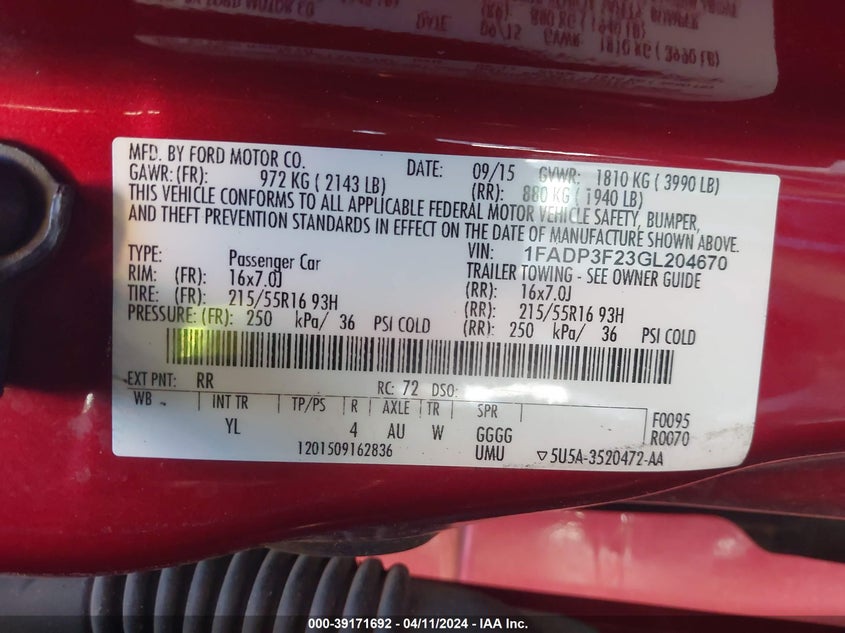 MFD. BY FORD MOTOR CO. DATE: 09/15 GVWR: 1810 KG ( 3990 LB)
GAWR: (FR): 972 KG ( 2143 LB) (RR): 880 KG ( 1940 LB)
THIS VEHICLE CONFORMS TO ALL APPLICABLE FEDERAL MOTOR VEHICLE SAFETY, BUMPER,
AND THEFT PREVENTION STANDARDS IN EFFECT ON THE DATE OF MANUFACTURE SHOWN ABOVE.
VIN: 1FADP3F23GL204670
TYPE: Passenger Car TRAILER TOWING - SEE OWNER GUIDE
RIM: (FR): 16x7.0J (RR): 16x7.0J
TIRE: (FR): 215/55R16 93H (RR): 215/55R16 93H
PRESSURE: (FR): 250 kPa/ 36 PSI COLD (RR): 250 kPa/ 36 PSI COLD
EXT PNT: RR RC: 72 DSO:
WB INT TR TP/PS R AXLE TR SPR F0095
YL 4 AU W GGGG R0070
1201509162836 UMU ▽5U5A-3520472-AA
000-39171692 - 04/11/2024 - IAA Inc.